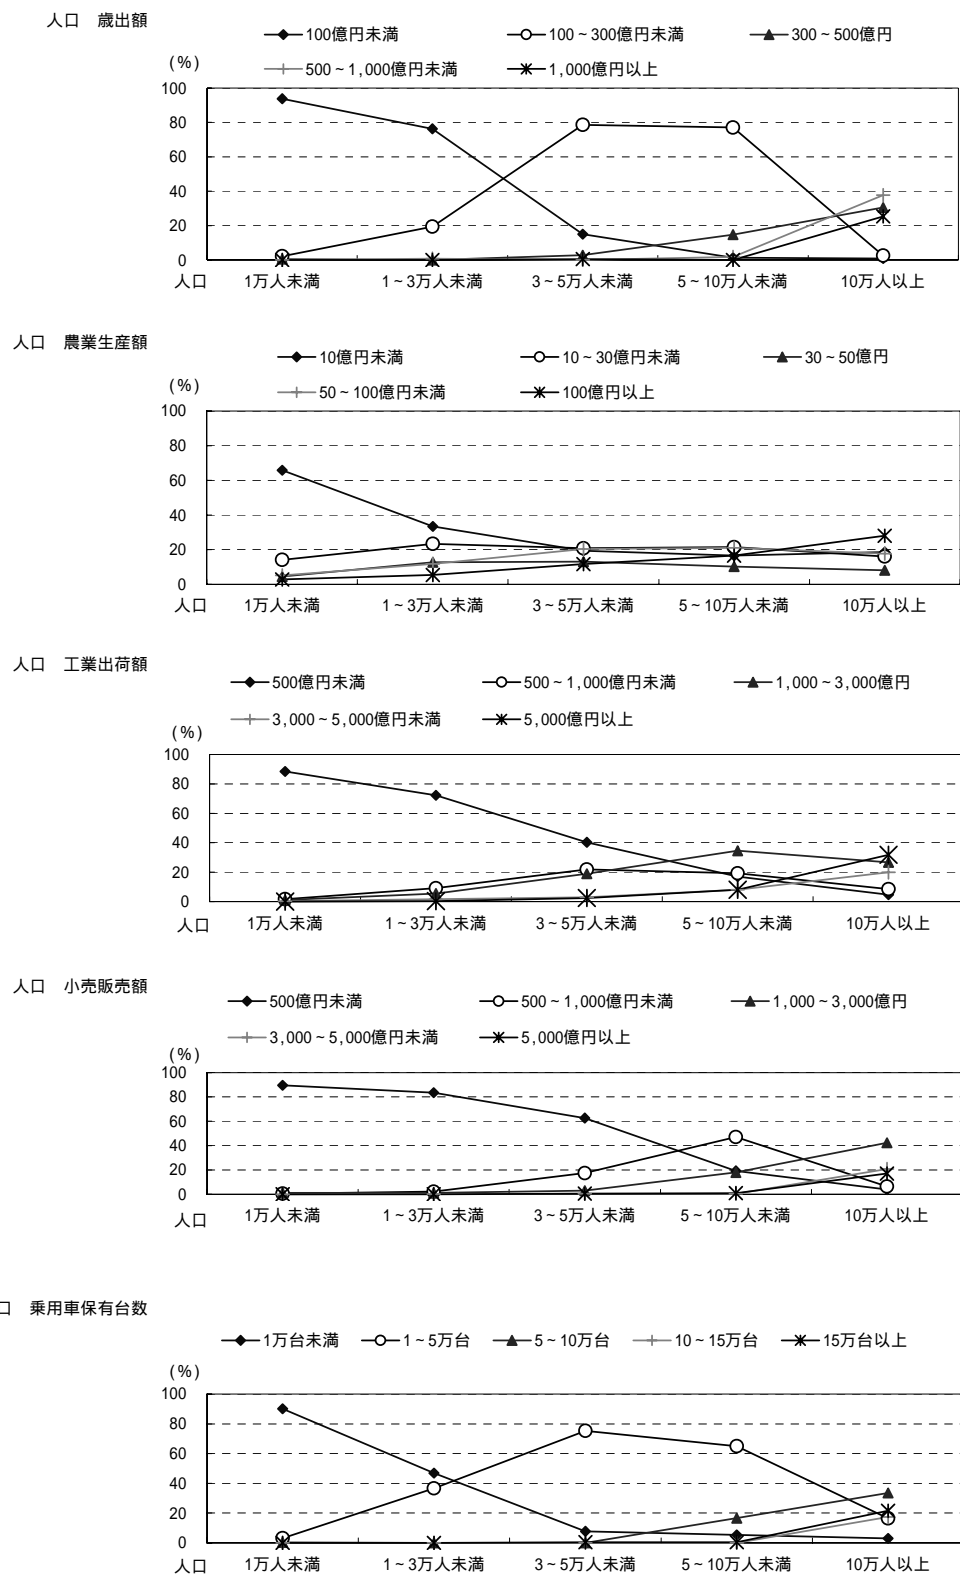 人口　歳出額
100億円未満　100~300億円未満　300~500億円
500~1,000億円未満　1,000億円以上
(%)
100
80
60
40
20
0
人口　1万人未満　1~3万人未満　3~5万人未満　5~10万人未満　10万人以上
人口　農業生産額
10億円未満　10~30億円未満　30~50億円
50~100億円未満　100億円以上
(%)
100
80
60
40
20
0
人口　1万人未満　1~3万人未満　3~5万人未満　5~10万人未満　10万人以上
人口　工業出荷額
500億円未満　500~1,000億円未満　1,000~3,000億円
3,000~5,000億円未満　5,000億円以上
(%)
100
80
60
40
20
0
人口　1万人未満　1~3万人未満　3~5万人未満　5~10万人未満　10万人以上
人口　小売販売額
500億円未満　500~1,000億円未満　1,000~3,000億円
3,000~5,000億円未満　5,000億円以上
(%)
100
80
60
40
20
0
人口　1万人未満　1~3万人未満　3~5万人未満　5~10万人未満　10万人以上
口　乗用車保有台数
1万台未満　1~5万台　5~10万台　10~15万台　15万台以上
(%)
100
80
60
40
20
0
人口　1万人未満　1~3万人未満　3~5万人未満　5~10万人未満　10万人以上